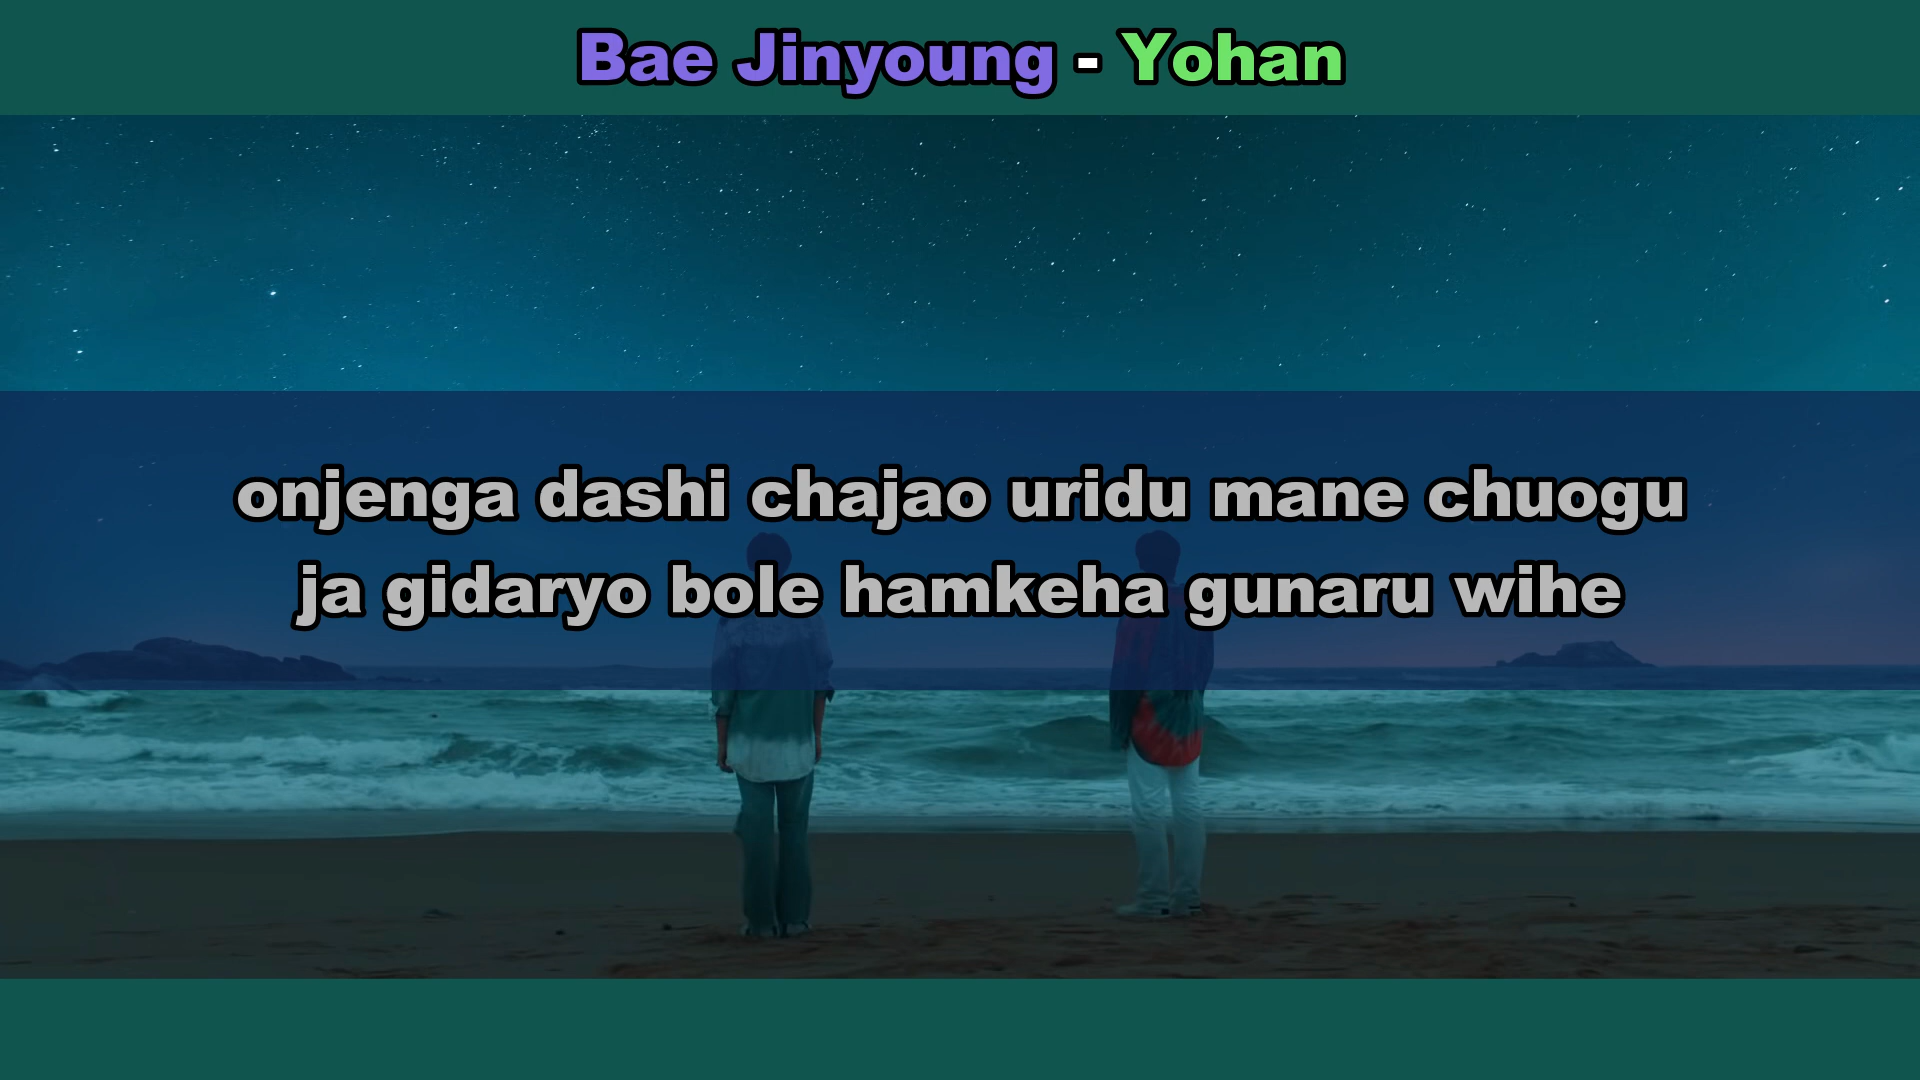 Bae Jinyoung - Yohan
onjenga dashi chajao uridu mane chuogu
ja gidaryo bole hamkeha gunaru wihe